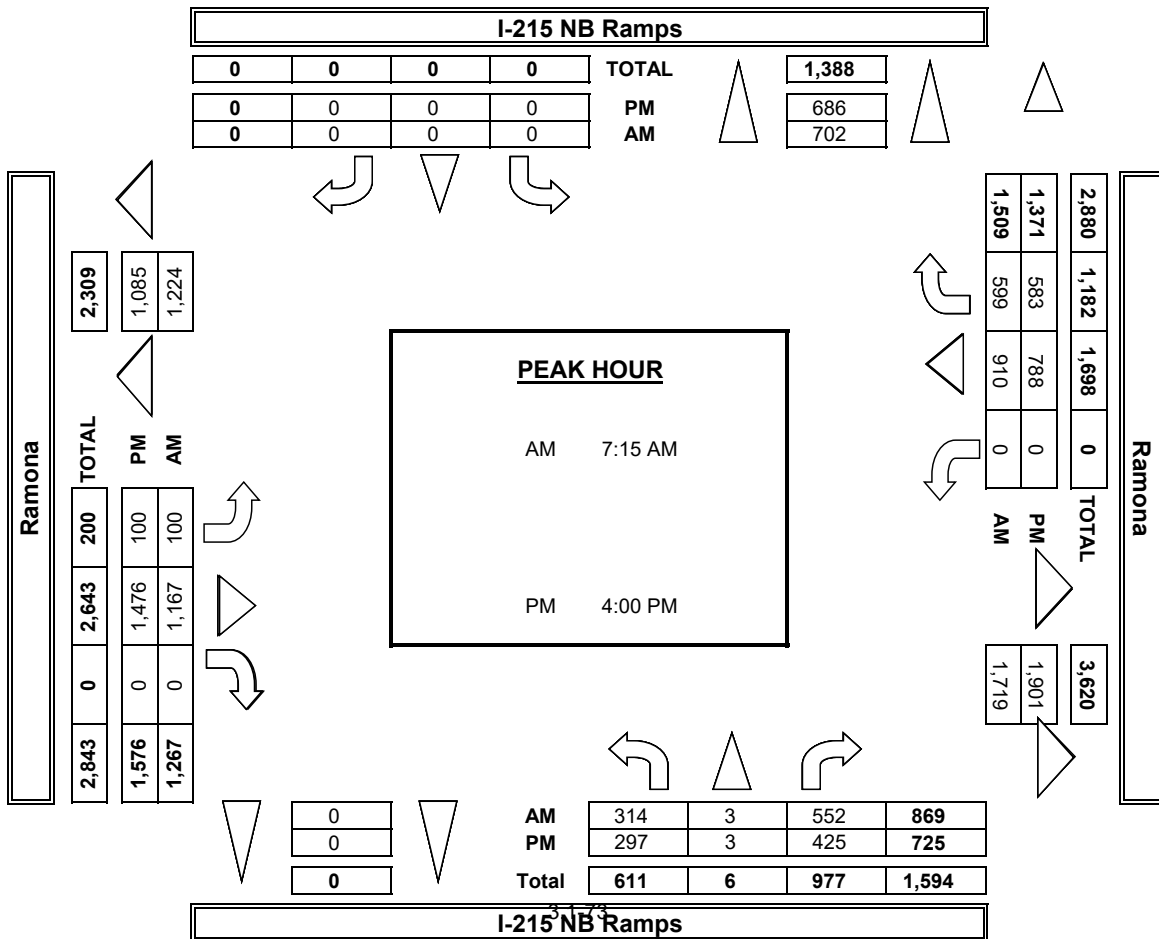 I-215 NB Ramps
0 0 0 0 TOTAL 1,388
0 0 0 0 PM 686
0 0 0 0 AM 702
Ramona
2,309
1,085
1,224
TOTAL
PM
AM
200 2,643 0 2,843
100 1,476 0 1,576
100 1,167 0 1,267
PEAK HOUR
AM 7:15 AM
PM 4:00 PM
2,880 1,182 1,698 0 TOTAL
1,371 583 788 0 PM
1,509 599 910 0 AM
3,620
1,901
1,719
Ramona
0 AM 314 3 552 869
0 PM 297 3 425 725
0 Total 611 6 977 1,594
3-1-73
I-215 NB Ramps